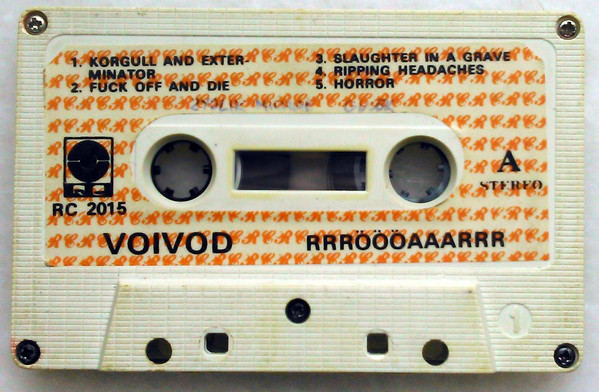 1. KORGULL AND EXTER-
MINATOR
2. FUCK OFF AND DIE
3. SLAUGHTER IN A GRAVE
4. RIPPING HEADACHES
5. HORROR
A
STEREO
RC 2015
VOIVOD
RRRÖÖÖAAARRR
1